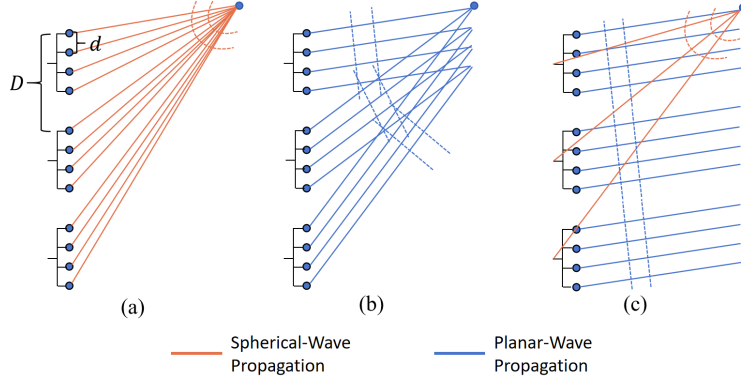 d
D
(a)
(b)
(c)
Spherical-Wave
Propagation
Planar-Wave
Propagation